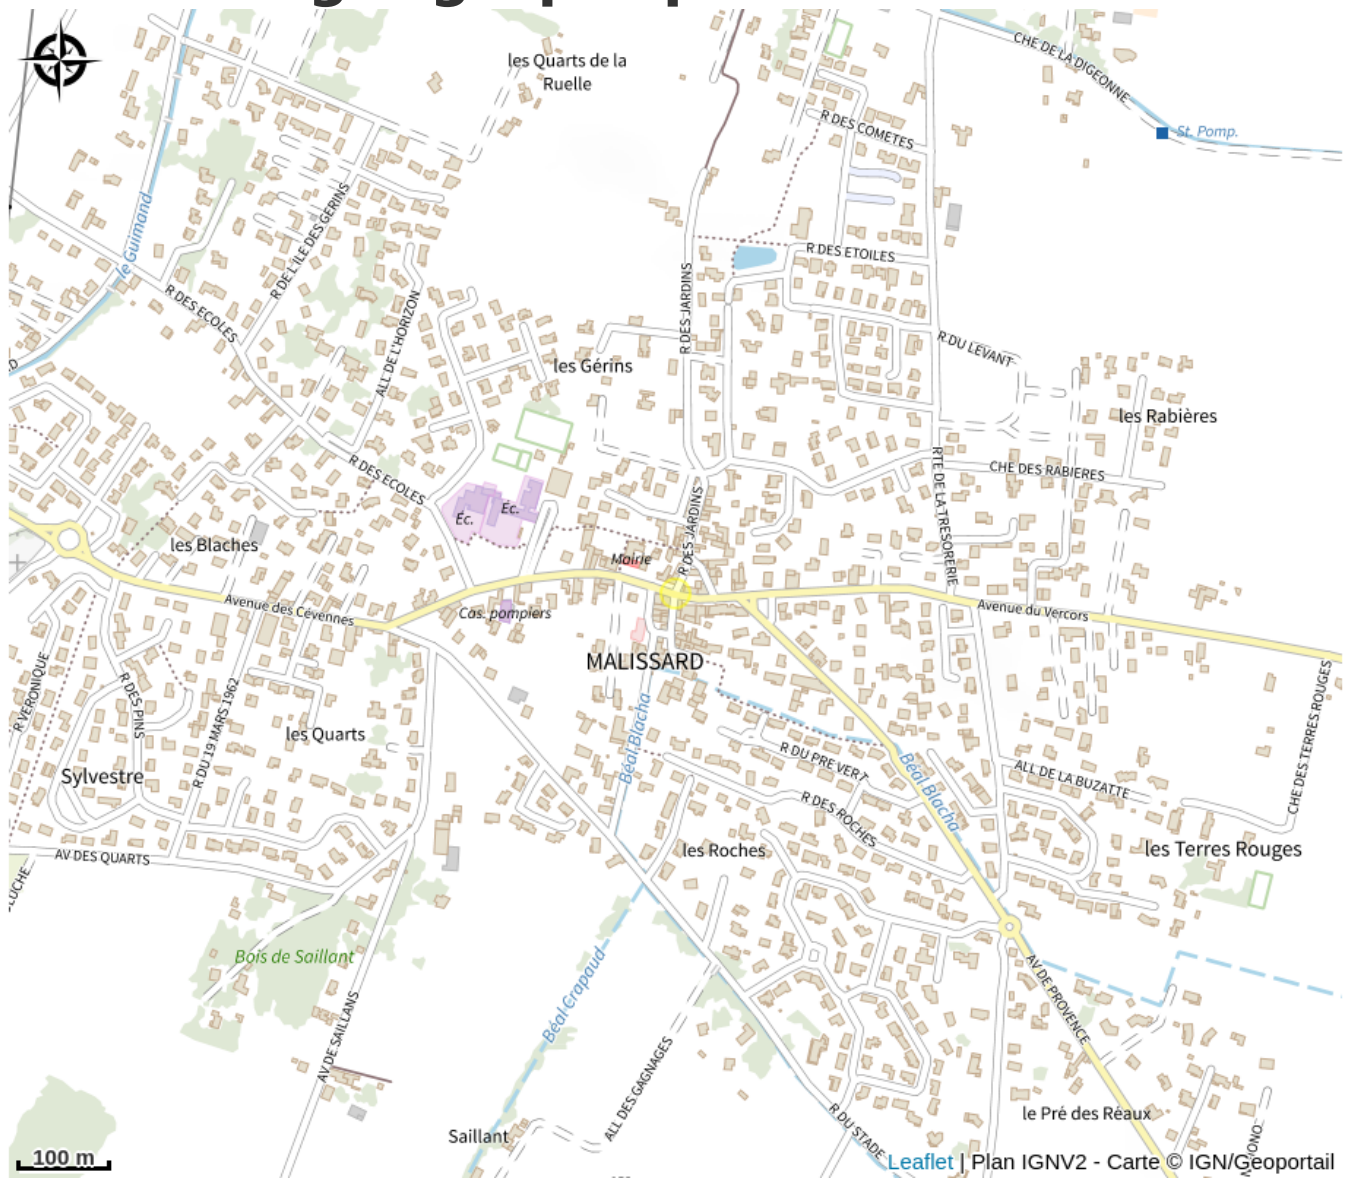 les Quarts de la
Ruelle
CHE DE LA DIGEONNE
St. Pomp.
R DES COMETES
le Guimand
R DE L'ILE DES GERINS
R DES ETOILES
R DES JARDINS
R DES ECOLES
ALL DE L'HORIZON
R DU LEVANT
les Gérins
les Rabières
R DES ECOLES
CHE DES RABIERES
RTE DE LA TRESORERIE
Éc.
Éc.
R DES JARDINS
les Blaches
Mairie
Avenue des Cévennes
Cas. pompiers
Avenue du Vercors
MALISSARD
R VERONIQUE
R DES PINS
R DU 19 MARS 1962
les Quarts
Béal Blacha
R DU PRE VERT
Béal Blacha
ALL DE LA BUZATTE
CHE DES TERRES ROUGES
Sylvestre
R DES ROCHES
AV DES QUARTS
les Roches
les Terres Rouges
LUCHE
Bois de Saillant
Béal Crapaud
AV DE PROVENCE
AV DE SAILLANS
ALL DES GAGNAGES
le Pré des Réaux
Saillant
R DU STADE
ONO
100 m
Leaflet | Plan IGNV2 - Carte © IGN/Geoportail